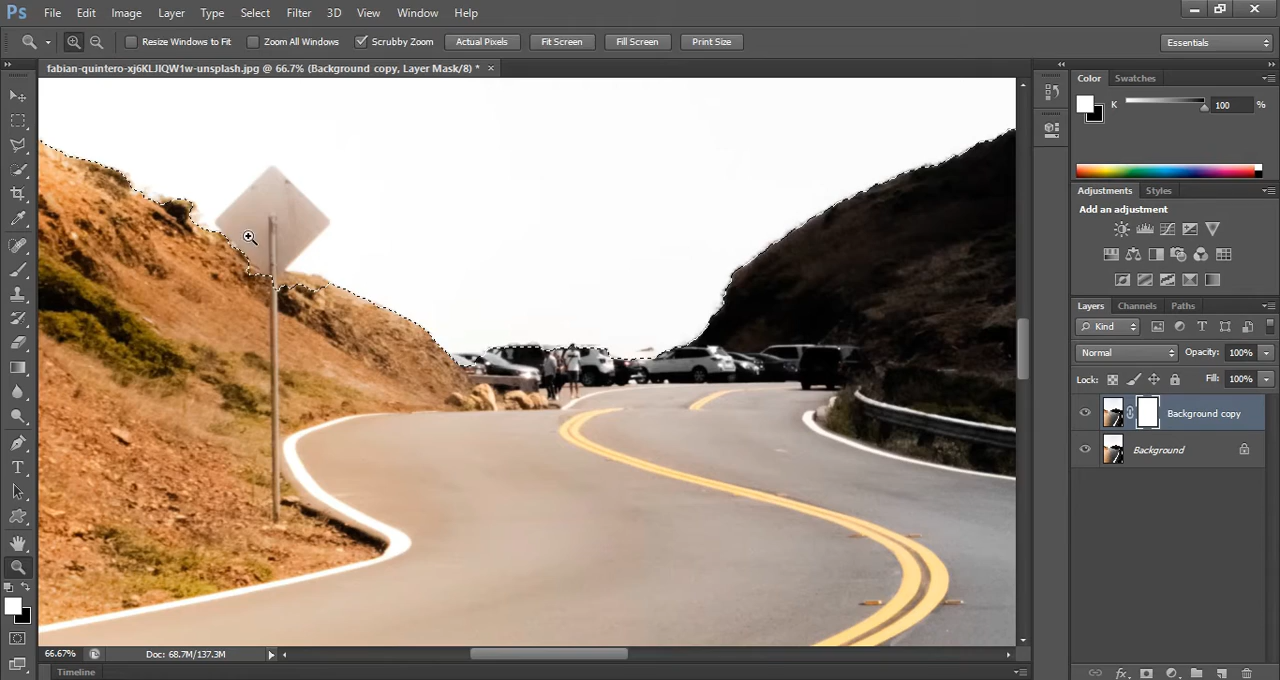 Ps File Edit Image Layer Type Select Filter 3D View Window Help
Resize Windows to Fit Zoom All Windows Scrubby Zoom Actual Pixels Fit Screen Fill Screen Print Size Essentials
fabian-quintero-xj6KLJIQW1w-unsplash.jpg @ 66.7% (Background copy, Layer Mask/8) * ×
Color Swatches
K 100 %
Adjustments Styles
Add an adjustment
Layers Channels Paths
Kind
Normal Opacity: 100%
Lock: Fill: 100%
Background copy
Background
66.67% Doc: 68.7M/137.3M
Timeline